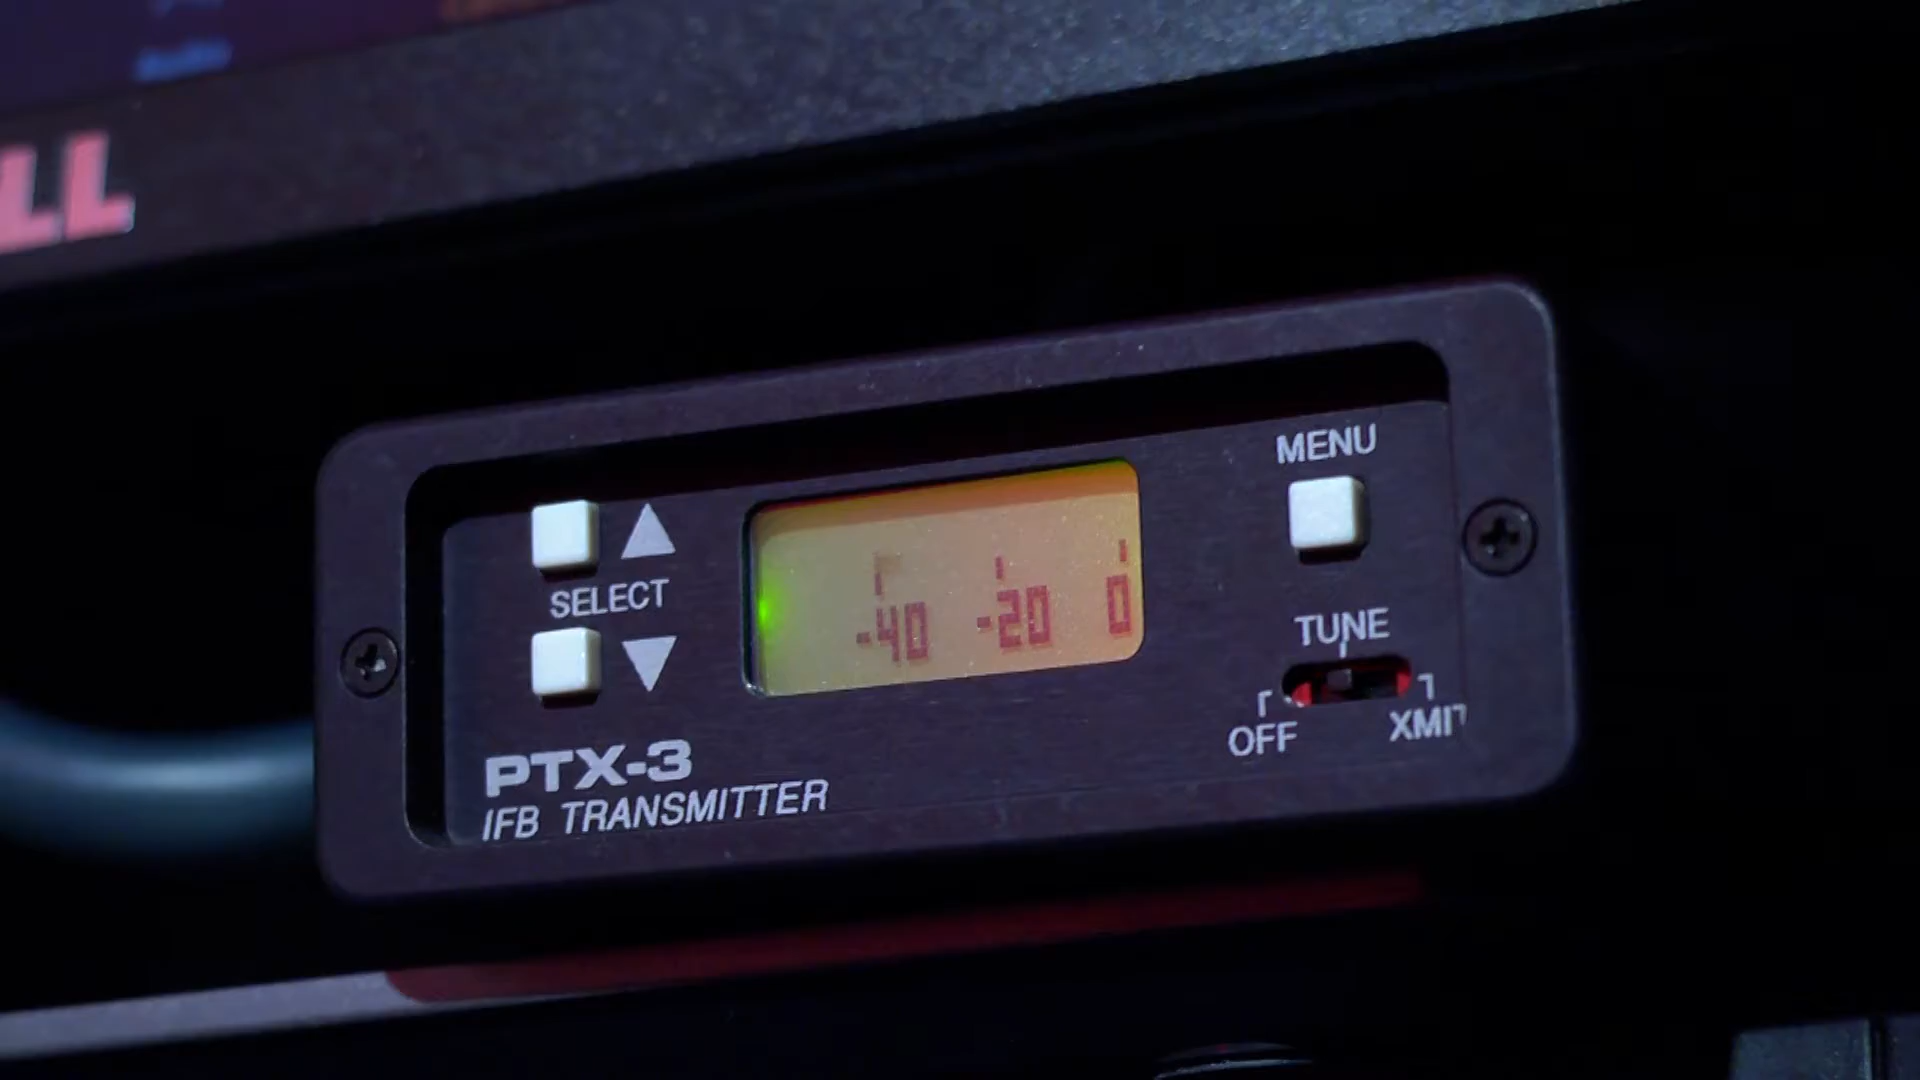 LL
MENU
SELECT
-40 -20 0
TUNE
OFF XMIT
PTX-3
IFB TRANSMITTER